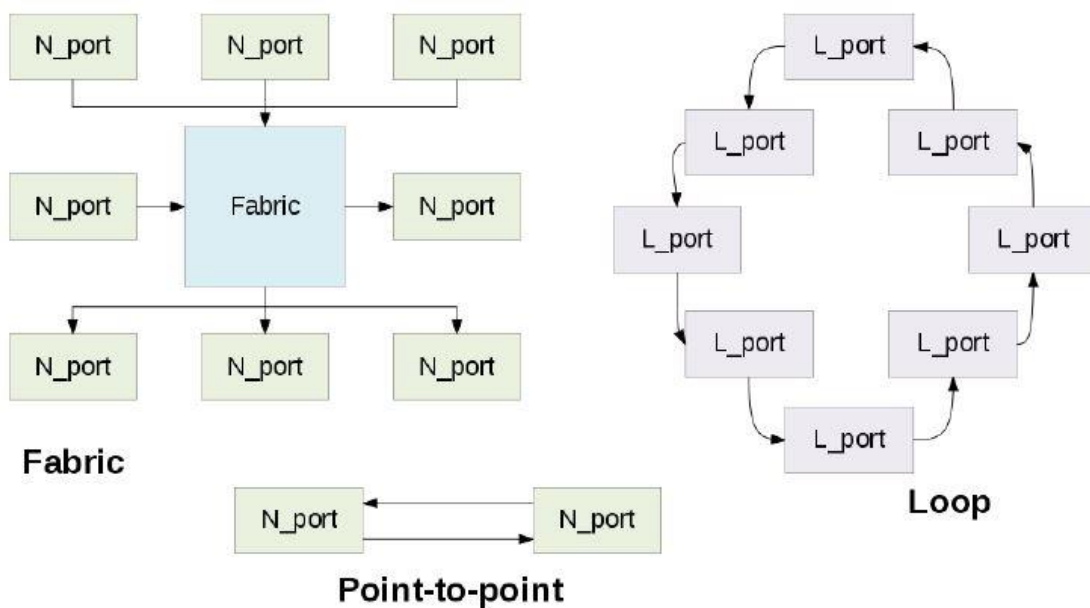 N_port N_port N_port
N_port Fabric N_port
N_port N_port N_port
Fabric
N_port N_port
Point-to-point
L_port
L_port L_port
L_port L_port
L_port L_port
L_port
Loop